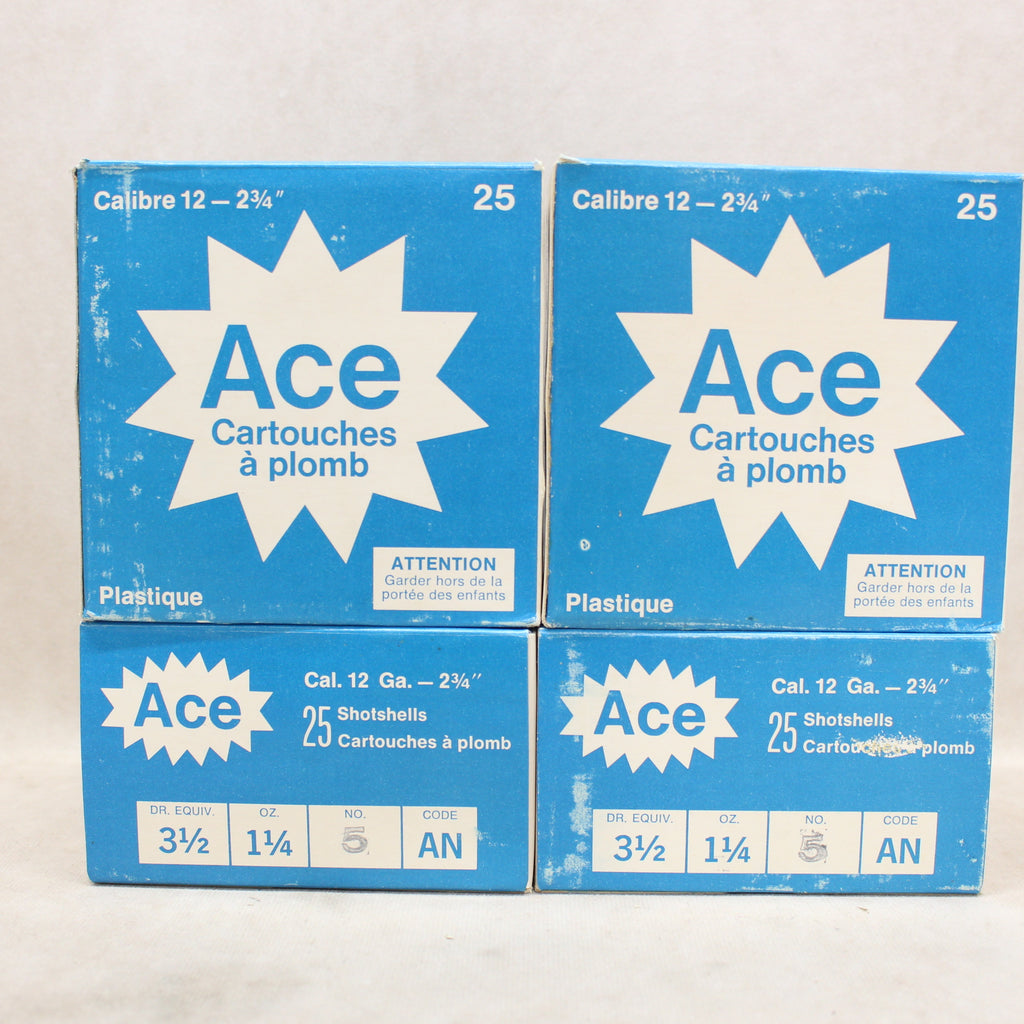 Calibre 12 — 2¾" 25
Ace
Cartouches
à plomb
ATTENTION
Garder hors de la
portée des enfants
Plastique
Calibre 12 — 2¾" 25
Ace
Cartouches
à plomb
ATTENTION
Garder hors de la
portée des enfants
Plastique
Ace
Cal. 12 Ga. — 2¾"
25 Shotshells
Cartouches à plomb
DR. EQUIV. OZ. NO. CODE
3½ 1¼ 5 AN
Ace
Cal. 12 Ga. — 2¾"
25 Shotshells
Cartouches à plomb
DR. EQUIV. OZ. NO. CODE
3½ 1¼ 5 AN